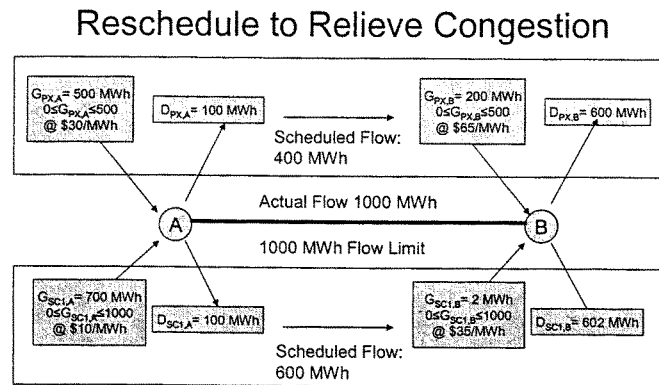 Reschedule to Relieve Congestion
G_PX,A = 500 MWh
0≤G_PX,A≤500
@ $30/MWh
D_PX,A = 100 MWh
Scheduled Flow:
400 MWh
G_PX,B = 200 MWh
0≤G_PX,B≤500
@ $65/MWh
D_PX,B = 600 MWh
Actual Flow 1000 MWh
A
B
1000 MWh Flow Limit
G_SC1,A = 700 MWh
0≤G_SC1,A≤1000
@ $10/MWh
D_SC1,A = 100 MWh
Scheduled Flow:
600 MWh
G_SC1,B = 2 MWh
0≤G_SC1,B≤1000
@ $35/MWh
D_SC1,B = 602 MWh